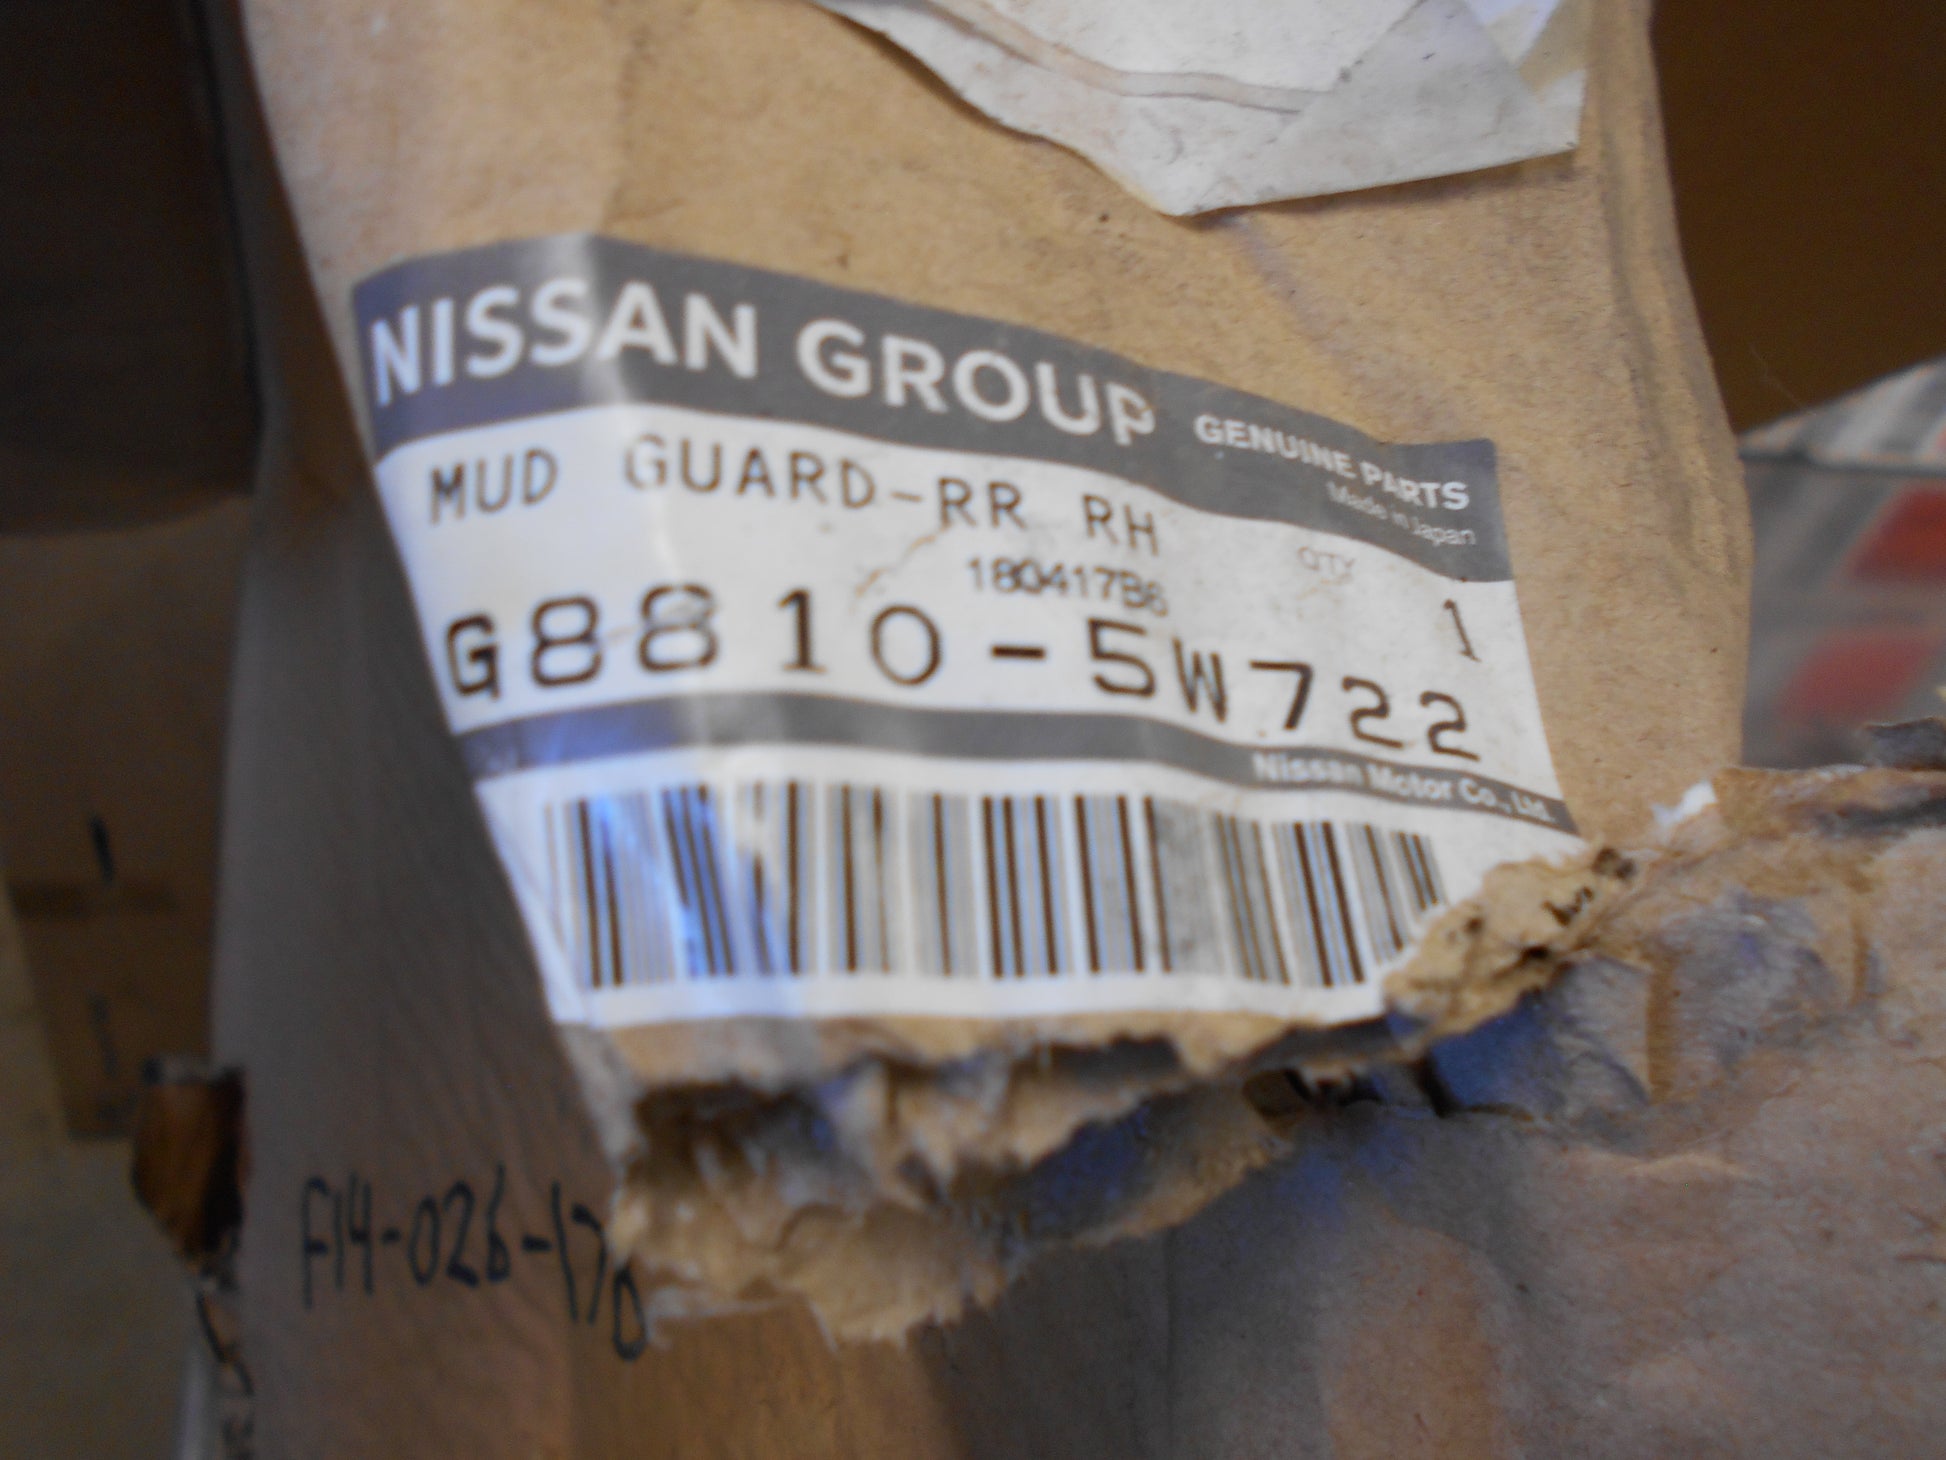 NISSAN GROUP GENUINE PARTS
Made in Japan
MUD GUARD-RR RH
QTY
180417B6
1
G8810-5W722
Nissan Motor Co., Ltd.
F14-026-170